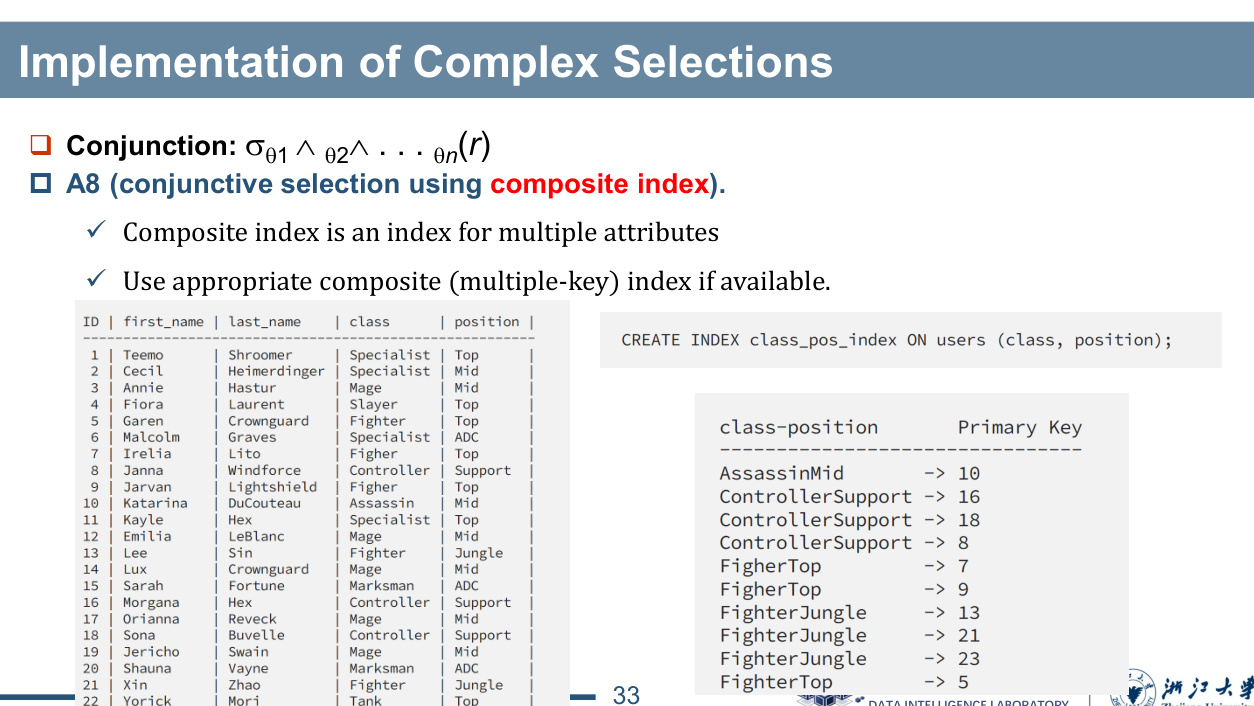 Implementation of Complex Selections
Conjunction: σθ1 ∧ θ2∧ . . . θn(r)
A8 (conjunctive selection using composite index).
Composite index is an index for multiple attributes
Use appropriate composite (multiple-key) index if available.
ID | first_name | last_name | class | position |
--------------------------------------------------------
1 | Teemo | Shroomer | Specialist | Top |
2 | Cecil | Heimerdinger | Specialist | Mid |
3 | Annie | Hastur | Mage | Mid |
4 | Fiora | Laurent | Slayer | Top |
5 | Garen | Crownguard | Fighter | Top |
6 | Malcolm | Graves | Specialist | ADC |
7 | Irelia | Lito | Figher | Top |
8 | Janna | Windforce | Controller | Support |
9 | Jarvan | Lightshield | Figher | Top |
10 | Katarina | DuCouteau | Assassin | Mid |
11 | Kayle | Hex | Specialist | Top |
12 | Emilia | LeBlanc | Mage | Mid |
13 | Lee | Sin | Fighter | Jungle |
14 | Lux | Crownguard | Mage | Mid |
15 | Sarah | Fortune | Marksman | ADC |
16 | Morgana | Hex | Controller | Support |
17 | Orianna | Reveck | Mage | Mid |
18 | Sona | Buvelle | Controller | Support |
19 | Jericho | Swain | Mage | Mid |
20 | Shauna | Vayne | Marksman | ADC |
21 | Xin | Zhao | Fighter | Jungle |
22 | Yorick | Mori | Tank | Top |
CREATE INDEX class_pos_index ON users (class, position);
class-position Primary Key
--------------------------------
AssassinMid -> 10
ControllerSupport -> 16
ControllerSupport -> 18
ControllerSupport -> 8
FigherTop -> 7
FigherTop -> 9
FighterJungle -> 13
FighterJungle -> 21
FighterJungle -> 23
FighterTop -> 5
33
DATA INTELLIGENCE LABORATORY
浙江大学